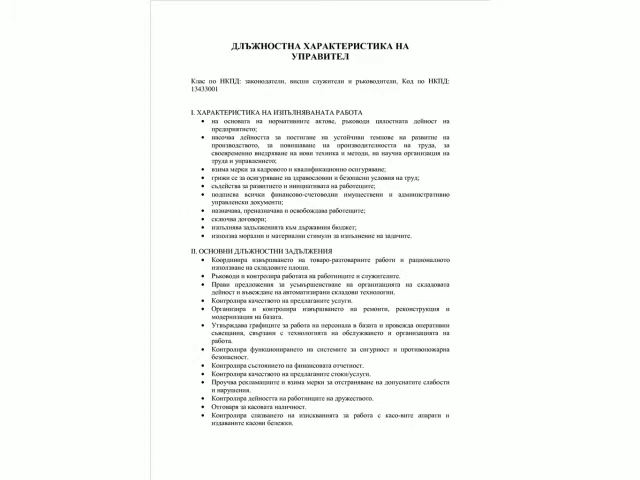 ДЛЪЖНОСТНА ХАРАКТЕРИСТИКА НА
УПРАВИТЕЛ
Клас по НКПД: законодатели, висши служители и ръководители, Код по НКПД:
13433001
I. ХАРАКТЕРИСТИКА НА ИЗПЪЛНЯВАНАТА РАБОТА
• на основата на нормативните актове, ръководи цялостната дейност на
предприятието;
• насочва дейността за постигане на устойчиви темпове на развитие на
производството, за повишаване на производителността на труда, за
своевременно внедряване на нови техника и методи, на научна организация на
труда и управлението;
• взима мерки за кадровото и квалификационно осигуряване;
• грижи се за осигуряване на здравословни и безопасни условия на труд;
• съдейства за развитието и инициативата на работещите;
• подписва всички финансово-счетоводни имуществени и административно
управленски документи;
• назначава, преназначава и освобождава работещите;
• сключва договори;
• изпълнява задълженията към държавния бюджет;
• използва морални и материални стимули за изпълнение на задачите.
II. ОСНОВНИ ДЛЪЖНОСТНИ ЗАДЪЛЖЕНИЯ
• Координира извършването на товаро-разтоварните работи и рационалното
използване на складовите площи.
• Ръководи и контролира работата на работниците и служителите.
• Прави предложения за усъвършенстване на организацията на складовата
дейност и въвеждане на автоматизирани складови технологии.
• Контролира качеството на предлаганите услуги.
• Организира и контролира извършването на ремонти, реконструкция и
модернизация на базата.
• Утвърждава графиците за работа на персонали в базата и провежда оперативни
съвещания, свързани с технологията на обслужването и организацията на
работа.
• Контролира функционирането на системите за сигурност и противопожарна
безопасност.
• Контролира състоянието на финансовата отчетност.
• Контролира качеството на предлаганите стоки/услуги.
• Проучва рекламациите и взима мерки за отстраняване на допуснатите слабости
и нарушения.
• Контролира дейността на работниците на дружеството.
• Отговаря за касовата наличност.
• Контролира спазването на изискванията за работа с касо-вите апарати и
издаваните касови бележки.